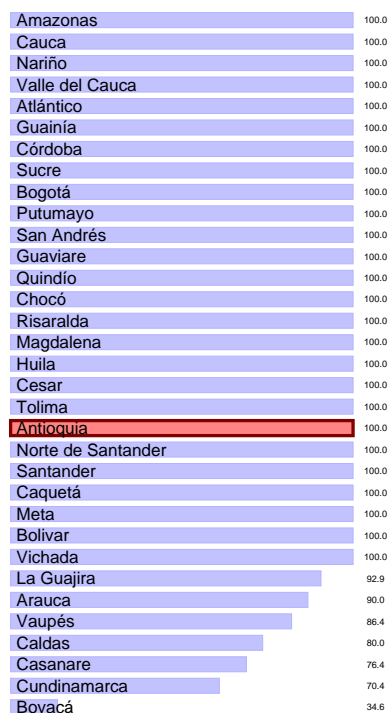 Amazonas 100.0
Cauca 100.0
Nariño 100.0
Valle del Cauca 100.0
Atlántico 100.0
Guainía 100.0
Córdoba 100.0
Sucre 100.0
Bogotá 100.0
Putumayo 100.0
San Andrés 100.0
Guaviare 100.0
Quindío 100.0
Chocó 100.0
Risaralda 100.0
Magdalena 100.0
Huila 100.0
Cesar 100.0
Tolima 100.0
Antioquia 100.0
Norte de Santander 100.0
Santander 100.0
Caquetá 100.0
Meta 100.0
Bolivar 100.0
Vichada 100.0
La Guajira 92.9
Arauca 90.0
Vaupés 86.4
Caldas 80.0
Casanare 76.4
Cundinamarca 70.4
Boyacá 34.6